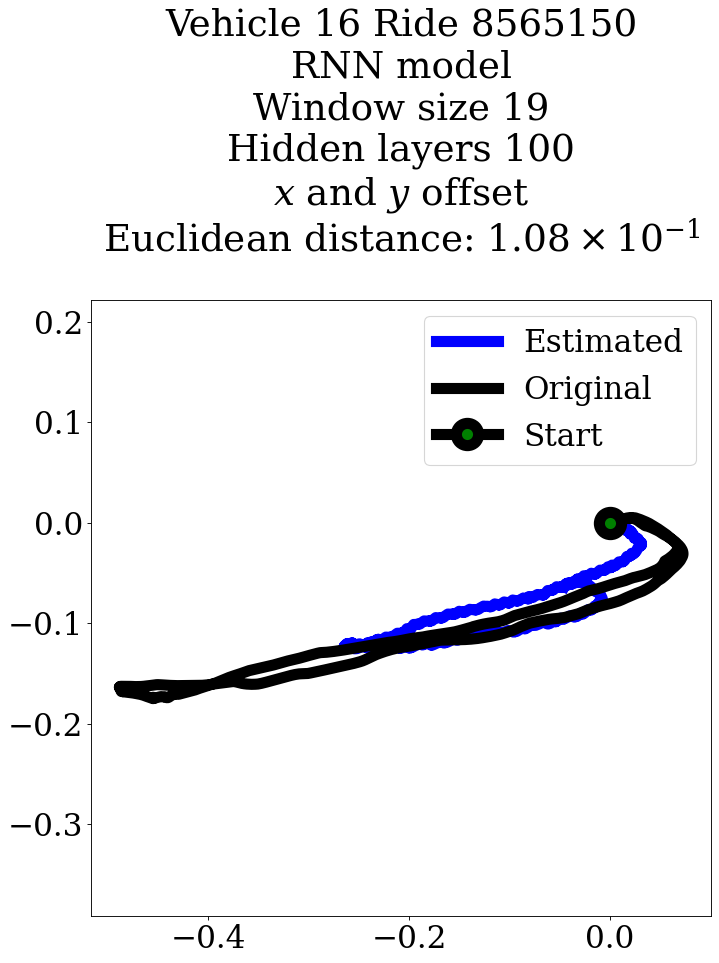 Vehicle 16 Ride 8565150
RNN model
Window size 19
Hidden layers 100
x and y offset
Euclidean distance: 1.08 × 10⁻¹
Estimated
Original
Start
0.2
0.1
0.0
−0.1
−0.2
−0.3
−0.4
−0.2
0.0